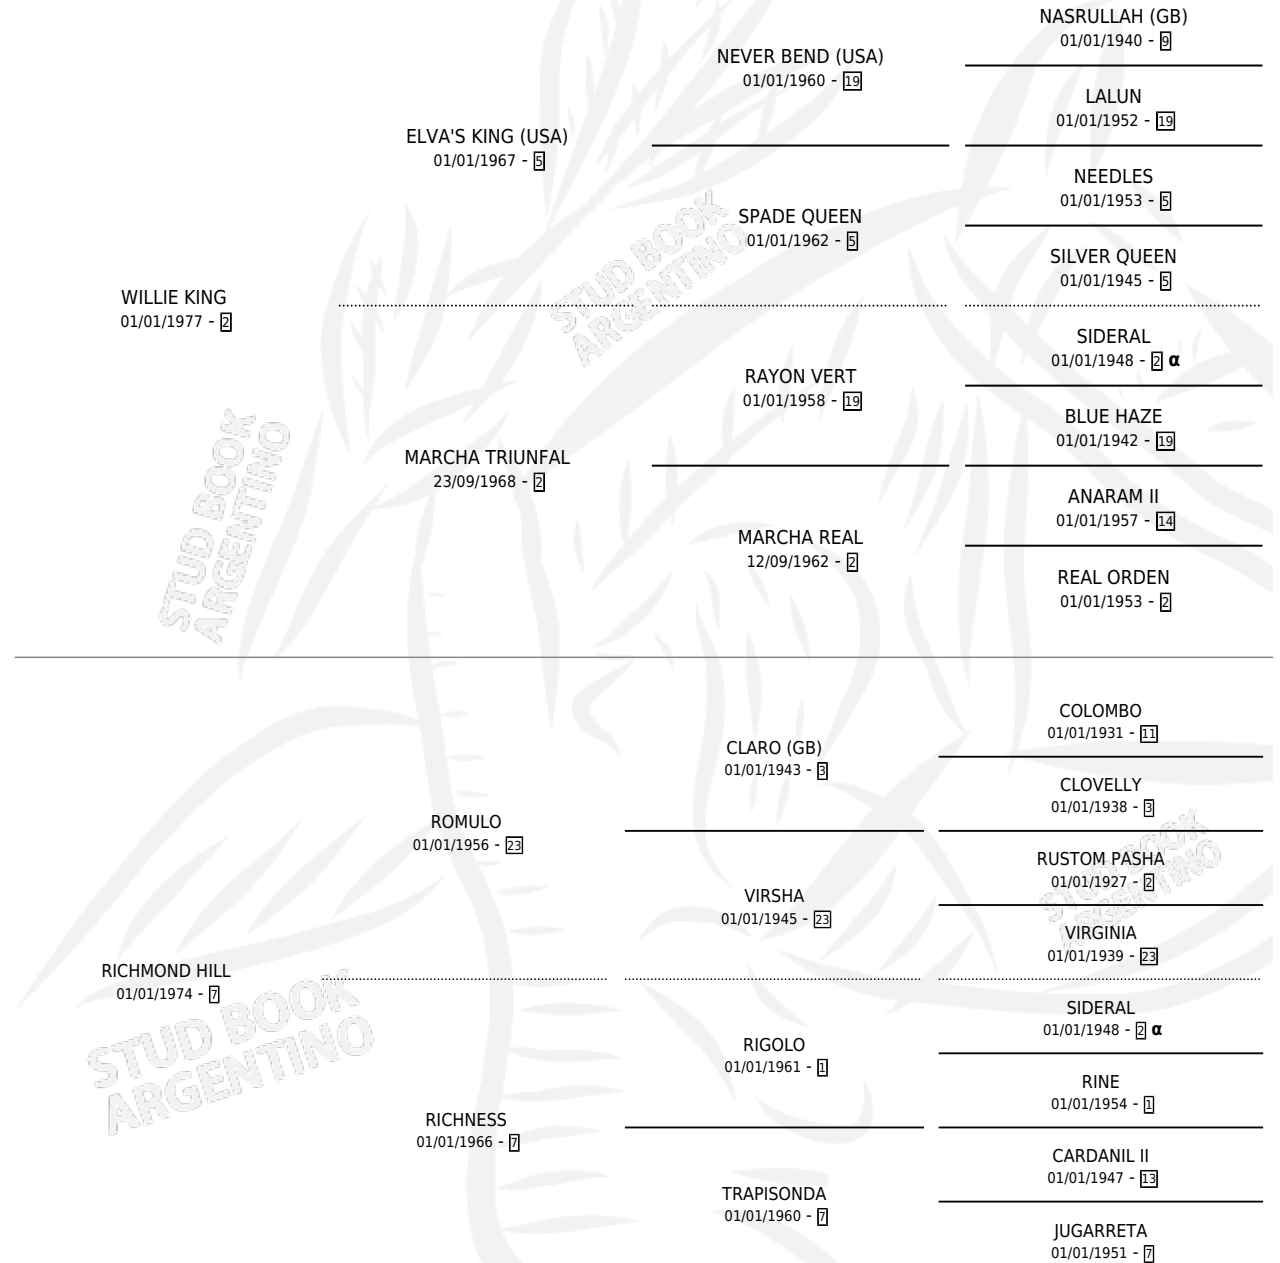 NASRULLAH (GB)
01/01/1940 - 9
NEVER BEND (USA)
01/01/1960 - 19
LALUN
01/01/1952 - 19
ELVA'S KING (USA)
01/01/1967 - 5
NEEDLES
01/01/1953 - 5
SPADE QUEEN
01/01/1962 - 5
SILVER QUEEN
01/01/1945 - 5
WILLIE KING
01/01/1977 - 2
SIDERAL
01/01/1948 - 2 α
RAYON VERT
01/01/1958 - 19
BLUE HAZE
01/01/1942 - 19
MARCHA TRIUNFAL
23/09/1968 - 2
ANARAM II
01/01/1957 - 14
MARCHA REAL
12/09/1962 - 2
REAL ORDEN
01/01/1953 - 2
COLOMBO
01/01/1931 - 11
CLARO (GB)
01/01/1943 - 3
CLOVELLY
01/01/1938 - 3
ROMULO
01/01/1956 - 23
RUSTOM PASHA
01/01/1927 - 2
VIRSHA
01/01/1945 - 23
VIRGINIA
01/01/1939 - 23
RICHMOND HILL
01/01/1974 - 7
SIDERAL
01/01/1948 - 2 α
RIGOLO
01/01/1961 - 1
RINE
01/01/1954 - 1
RICHNESS
01/01/1966 - 7
CARDANIL II
01/01/1947 - 13
TRAPISONDA
01/01/1960 - 7
JUGARRETA
01/01/1951 - 7
STUD BOOK
ARGENTINO
STUD BOOK
ARGENTINO
STUD BOOK
ARGENTINO
STUD BOOK
ARGENTINO